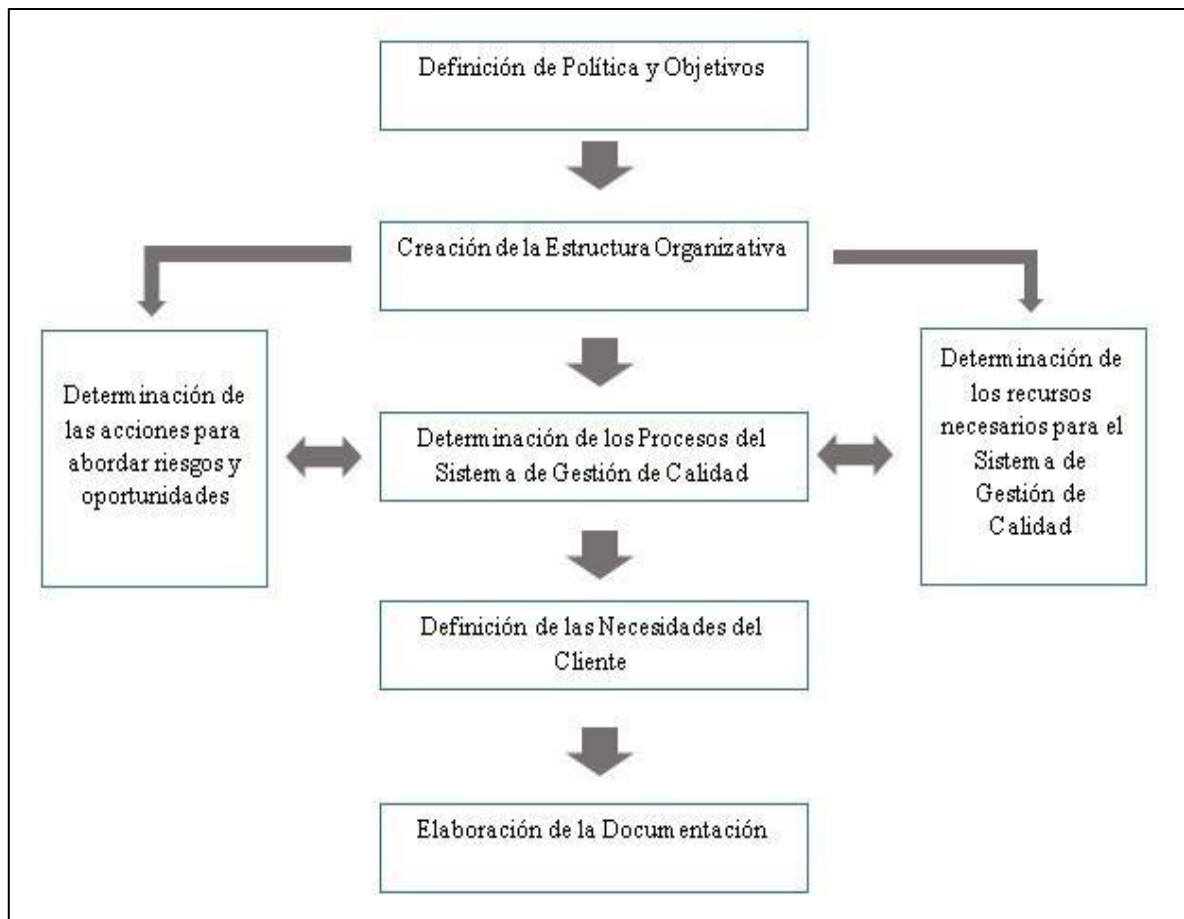 Definición de Política y Objetivos
Creación de la Estructura Organizativa
Determinación de
las acciones para
abordar riesgos y
oportunidades
Determinación de los Procesos del
Sistema de Gestión de Calidad
Determinación de
los recursos
necesarios para el
Sistema de
Gestión de
Calidad
Definición de las Necesidades del
Cliente
Elaboración de la Documentación